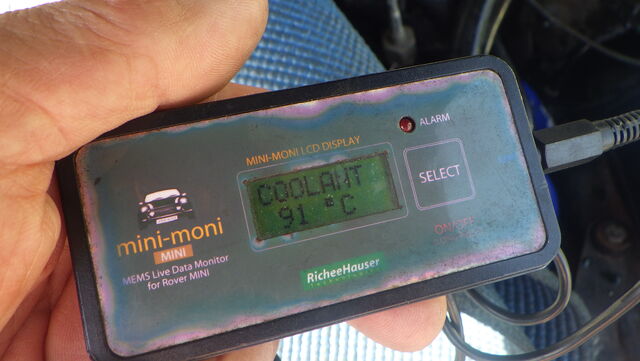 ALARM
MINI-MONI LCD DISPLAY
COOLANT
91 °C
SELECT
ON/OFF
mini-moni
MINI
MEMS Live Data Monitor
for Rover MINI
RicheeHauser